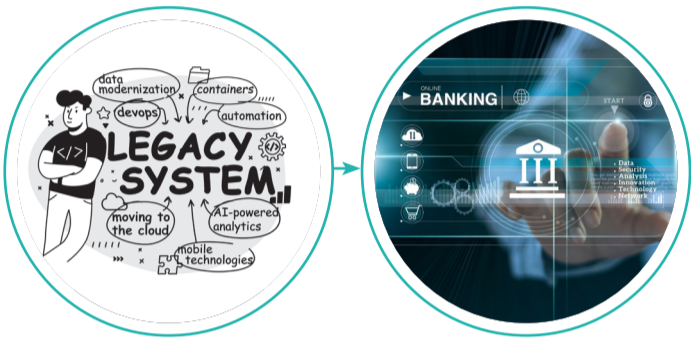 data
modernization
containers
devops
automation
LEGACY
SYSTEM
</>
</>
moving to
the cloud
AI-powered
analytics
mobile
technologies
ONLINE
BANKING
START
Data
Security
Analysis
Innovation
Technology
Network